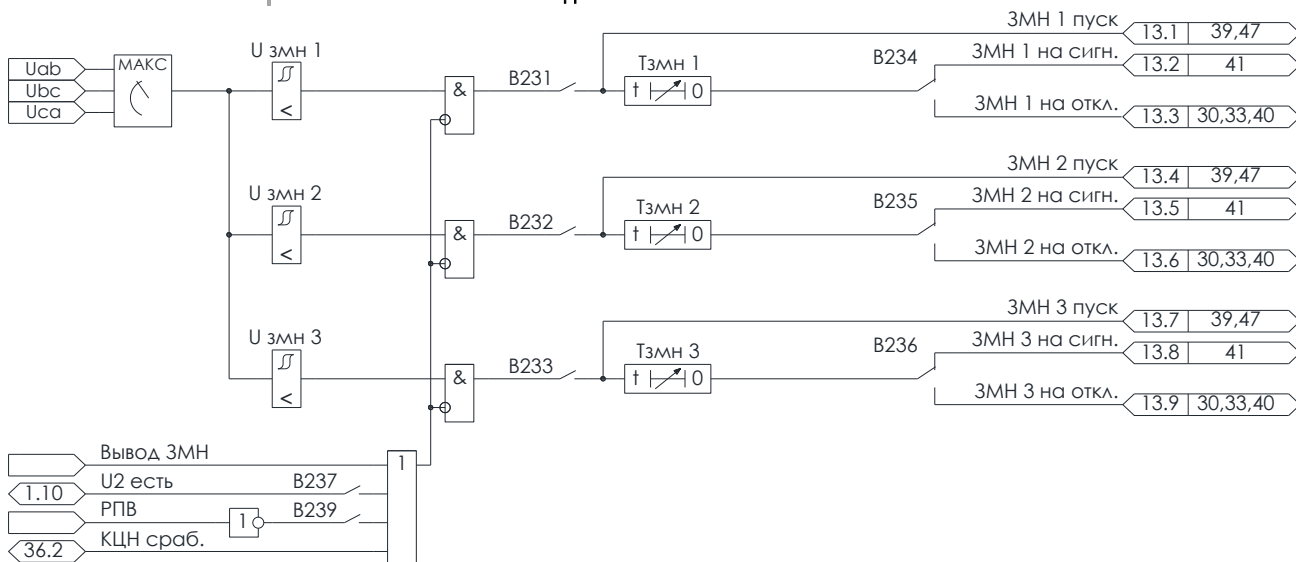 ЗМН 1 пуск
13.1 39,47
U змн 1
МАКС
Uab
Ubc
Uca
<
&
В231
Тзмн 1
t 0
В234
ЗМН 1 на сигн.
13.2 41
ЗМН 1 на откл.
13.3 30,33,40
ЗМН 2 пуск
13.4 39,47
U змн 2
<
&
В232
Тзмн 2
t 0
В235
ЗМН 2 на сигн.
13.5 41
ЗМН 2 на откл.
13.6 30,33,40
ЗМН 3 пуск
13.7 39,47
U змн 3
<
&
В233
Тзмн 3
t 0
В236
ЗМН 3 на сигн.
13.8 41
ЗМН 3 на откл.
13.9 30,33,40
Вывод ЗМН
1
1.10 U2 есть В237
РПВ 1 В239
36.2 КЦН сраб.